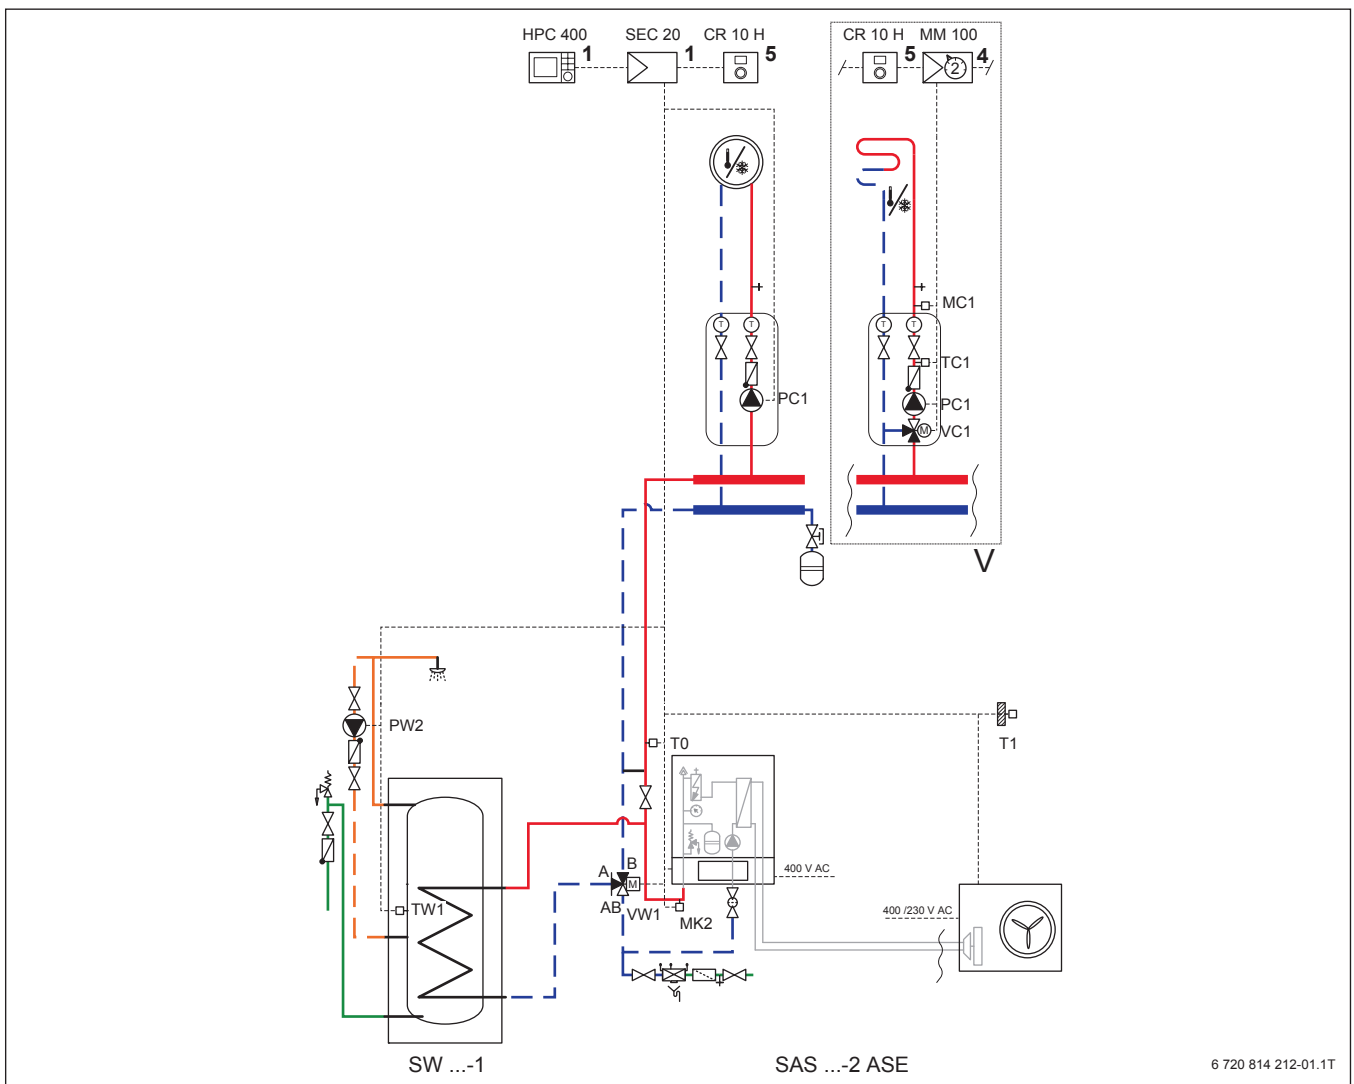 HPC 400 SEC 20 CR 10 H CR 10 H MM 100
1 1 5 5 4
2
MC1
T T T T
TC1
PC1 PC1
M VC1
V
PW2
T0 T1
A B
M
400 V AC
TW1 AB VW1 MK2
400 /230 V AC
SW ...-1 SAS ...-2 ASE
6 720 814 212-01.1T